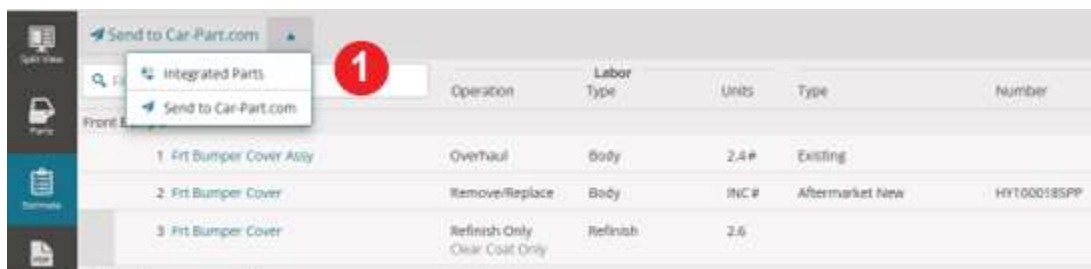 Split View
Send to Car-Part.com
1
Integrated Parts
Send to Car-Part.com
Labor
Operation Type Units Type Number
Parts
Front
1 Frt Bumper Cover Assy Overhaul Body 2.4# Existing
Estimate
2 Frt Bumper Cover Remove/Replace Body INC# Aftermarket New HY1000185PP
3 Frt Bumper Cover Refinish Only Refinish 2.6
Clear Coat Only
PDF